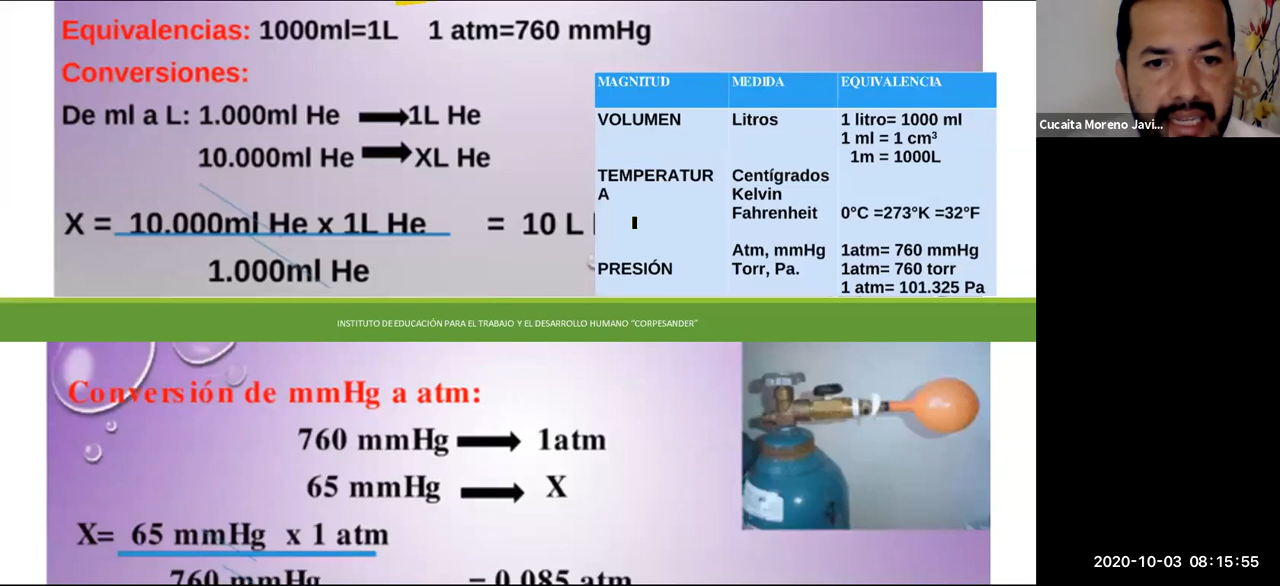 Equivalencias: 1000ml=1L 1 atm=760 mmHg
Conversiones:
De ml a L: 1.000ml He 1L He
10.000ml He XL He
X = 10.000ml He x 1L He = 10 L
1.000ml He
MAGNITUD MEDIDA EQUIVALENCIA
VOLUMEN Litros 1 litro= 1000 ml
1 ml = 1 cm³
1m = 1000L
TEMPERATUR Centígrados
A Kelvin
Fahrenheit 0°C =273°K =32°F
Atm, mmHg 1atm= 760 mmHg
PRESIÓN Torr, Pa. 1atm= 760 torr
1 atm= 101.325 Pa
Cucaita Moreno Javi...
INSTITUTO DE EDUCACIÓN PARA EL TRABAJO Y EL DESARROLLO HUMANO "CORPESANDER"
Conversión de mmHg a atm:
760 mmHg 1atm
65 mmHg X
X= 65 mmHg x 1 atm
760 mmHg = 0.085 atm
2020-10-03 08:15:55